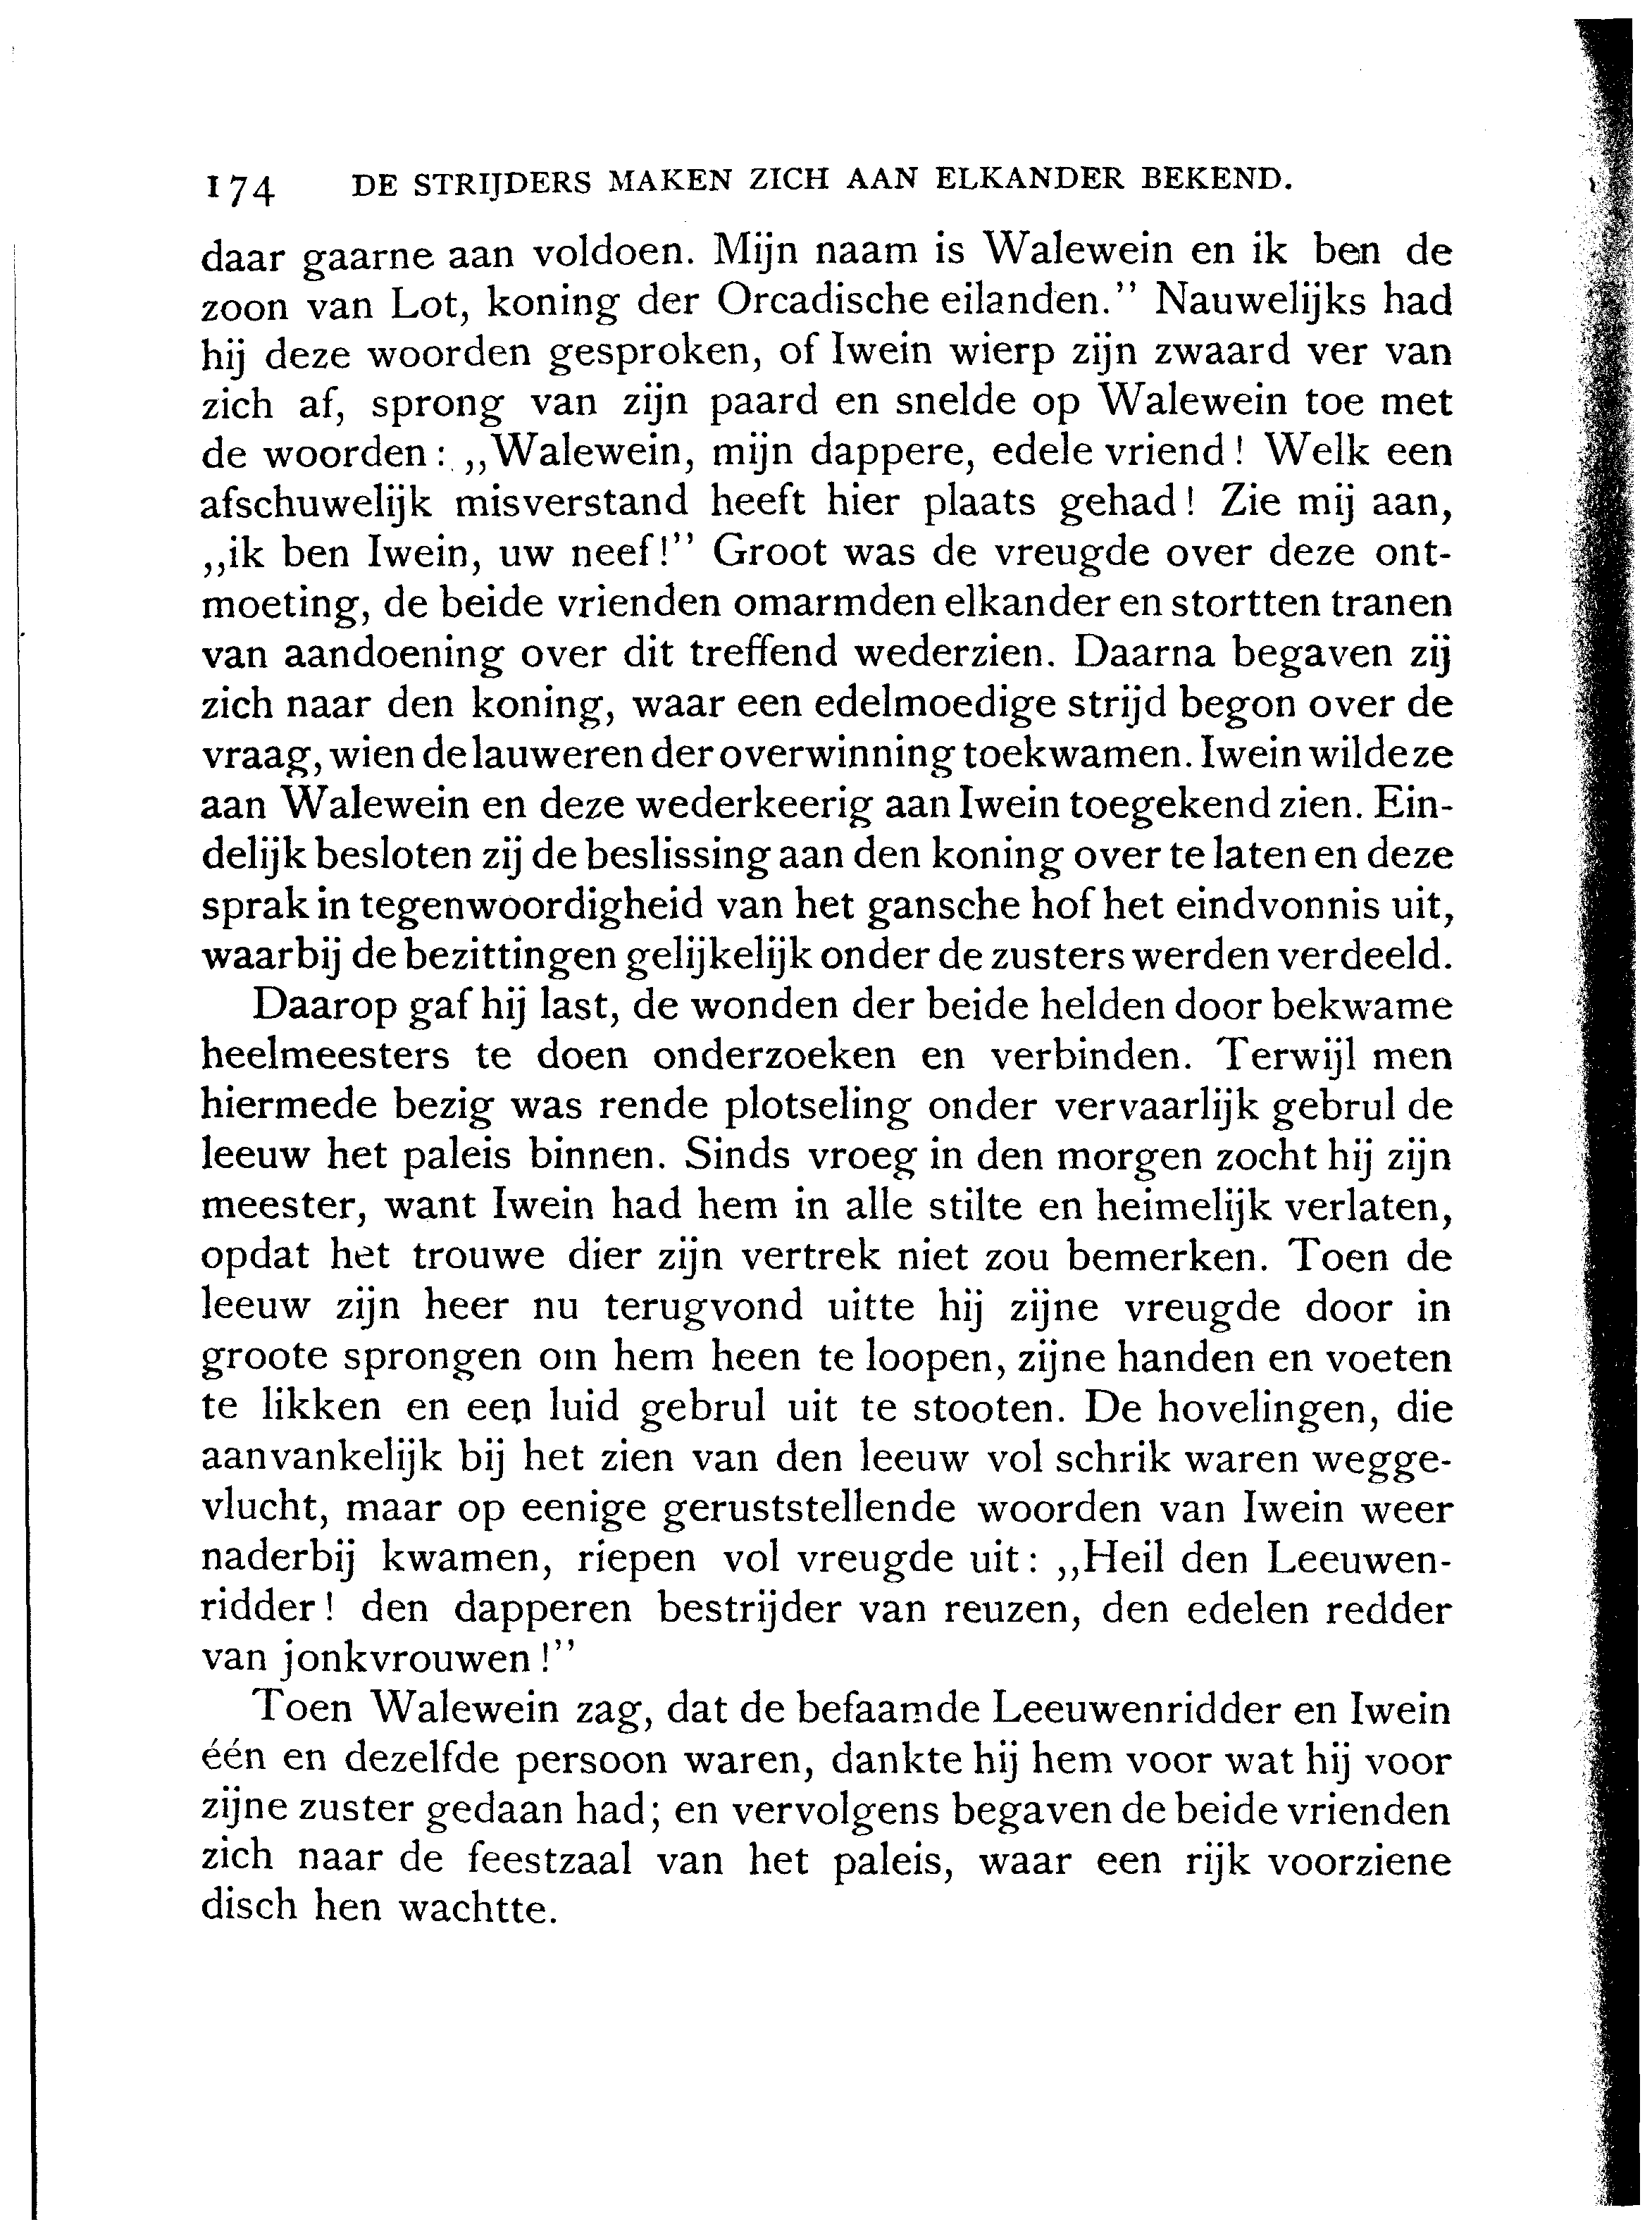 174 DE STRIJDERS MAKEN ZICH AAN ELKANDER BEKEND.
daar gaarne aan voldoen. Mijn naam is Walewein en ik ben de
zoon van Lot, koning der Orcadische eilanden.” Nauwelijks had
hij deze woorden gesproken, of Iwein wierp zijn zwaard ver van
zich af, sprong van zijn paard en snelde op Walewein toe met
de woorden: „Walewein, mijn dappere, edele vriend! Welk een
afschuwelijk misverstand heeft hier plaats gehad! Zie mij aan,
„ik ben Iwein, uw neef!” Groot was de vreugde over deze ont-
moeting, de beide vrienden omarmden elkander en stortten tranen
van aandoening over dit treffend wederzien. Daarna begaven zij
zich naar den koning, waar een edelmoedige strijd begon over de
vraag, wien de lauweren der overwinning toekwamen. Iwein wilde ze
aan Walewein en deze wederkeerig aan Iwein toegekend zien. Ein-
delijk besloten zij de beslissing aan den koning over te laten en deze
sprak in tegenwoordigheid van het gansche hof het eindvonnis uit,
waarbij de bezittingen gelijkelijk onder de zusters werden verdeeld.
Daarop gaf hij last, de wonden der beide helden door bekwame
heelmeesters te doen onderzoeken en verbinden. Terwijl men
hiermede bezig was rende plotseling onder vervaarlijk gebrul de
leeuw het paleis binnen. Sinds vroeg in den morgen zocht hij zijn
meester, want Iwein had hem in alle stilte en heimelijk verlaten,
opdat het trouwe dier zijn vertrek niet zou bemerken. Toen de
leeuw zijn heer nu terugvond uitte hij zijne vreugde door in
groote sprongen om hem heen te loopen, zijne handen en voeten
te likken en een luid gebrul uit te stooten. De hovelingen, die
aanvankelijk bij het zien van den leeuw vol schrik waren wegge-
vlucht, maar op eenige geruststellende woorden van Iwein weer
naderbij kwamen, riepen vol vreugde uit: „Heil den Leeuwen-
ridder! den dapperen bestrijder van reuzen, den edelen redder
van jonkvrouwen!”
Toen Walewein zag, dat de befaamde Leeuwenridder en Iwein
één en dezelfde persoon waren, dankte hij hem voor wat hij voor
zijne zuster gedaan had; en vervolgens begaven de beide vrienden
zich naar de feestzaal van het paleis, waar een rijk voorziene
disch hen wachtte.